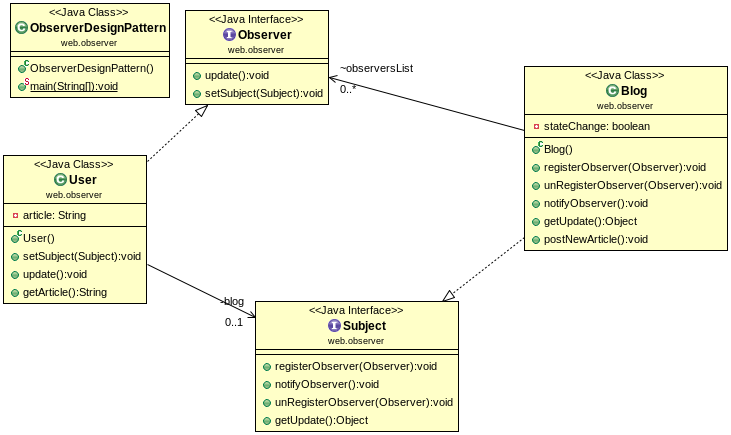 <<Java Class>>
ObserverDesignPattern
web.observer
ObserverDesignPattern()
main(String[]):void
<<Java Interface>>
Observer
web.observer
update():void
setSubject(Subject):void
~observersList
0..*
<<Java Class>>
Blog
web.observer
stateChange: boolean
Blog()
registerObserver(Observer):void
unRegisterObserver(Observer):void
notifyObserver():void
getUpdate():Object
postNewArticle():void
<<Java Class>>
User
web.observer
article: String
User()
setSubject(Subject):void
update():void
getArticle():String
-blog
0..1
<<Java Interface>>
Subject
web.observer
registerObserver(Observer):void
notifyObserver():void
unRegisterObserver(Observer):void
getUpdate():Object